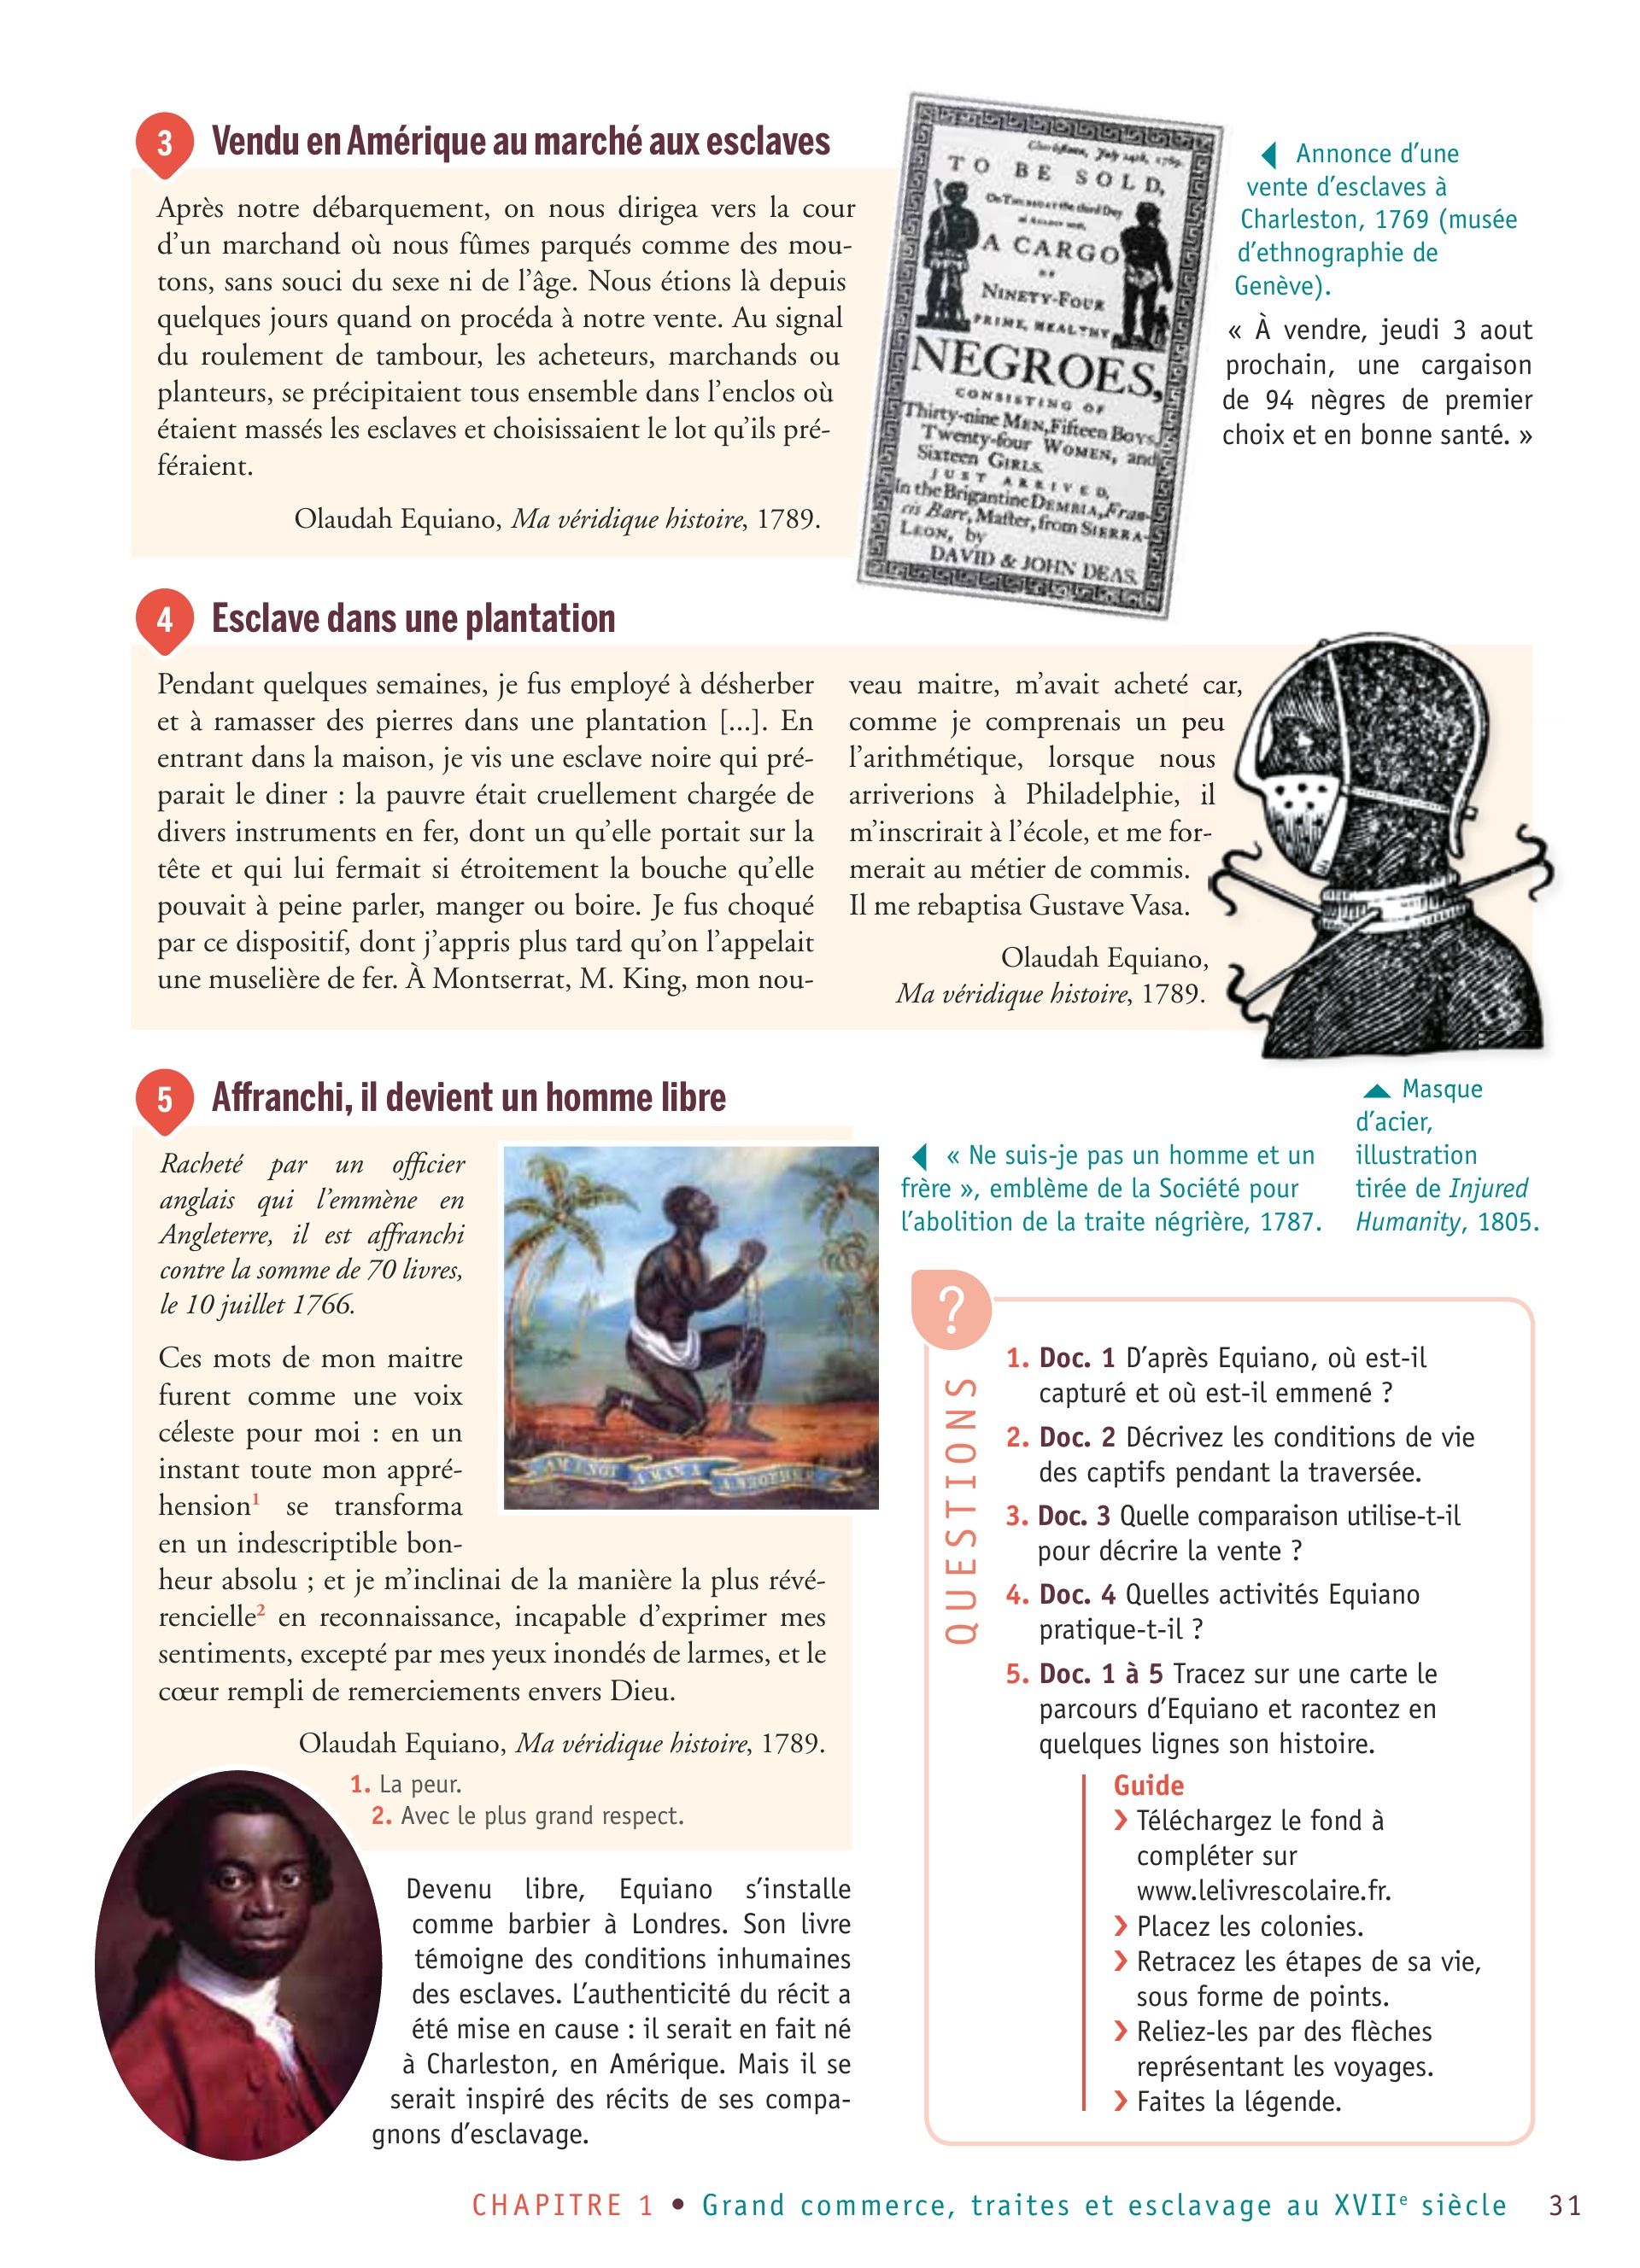 3
Vendu en Amérique au marché aux esclaves
Après notre débarquement, on nous dirigea vers la cour
d’un marchand où nous fûmes parqués comme des mou-
tons, sans souci du sexe ni de l’âge. Nous étions là depuis
quelques jours quand on procéda à notre vente. Au signal
du roulement de tambour, les acheteurs, marchands ou
planteurs, se précipitaient tous ensemble dans l’enclos où
étaient massés les esclaves et choisissaient le lot qu’ils pré-
féraient.
Olaudah Equiano, Ma véridique histoire, 1789.
Charlestown, July 24th, 1769.
TO BE SOLD,
On THURSDAY the third Day
of AUGUST next,
A CARGO
OF
NINETY-FOUR
PRIME, HEALTHY
NEGROES,
CONSISTING OF
Thirty-nine MEN, Fifteen BOYS,
Twenty-four WOMEN, and
Sixteen GIRLS.
JUST ARRIVED,
In the Brigantine DEMBIA, Fran-
cis Bare, Master, from SIERRA-
LEON, by
DAVID & JOHN DEAS.
Annonce d’une
vente d’esclaves à
Charleston, 1769 (musée
d’ethnographie de
Genève).
« À vendre, jeudi 3 aout
prochain, une cargaison
de 94 nègres de premier
choix et en bonne santé. »
4
Esclave dans une plantation
Pendant quelques semaines, je fus employé à désherber
et à ramasser des pierres dans une plantation [...]. En
entrant dans la maison, je vis une esclave noire qui pré-
parait le diner : la pauvre était cruellement chargée de
divers instruments en fer, dont un qu’elle portait sur la
tête et qui lui fermait si étroitement la bouche qu’elle
pouvait à peine parler, manger ou boire. Je fus choqué
par ce dispositif, dont j’appris plus tard qu’on l’appelait
une muselière de fer. À Montserrat, M. King, mon nou-
veau maitre, m’avait acheté car,
comme je comprenais un peu
l’arithmétique, lorsque nous
arriverions à Philadelphie, il
m’inscrirait à l’école, et me for-
merait au métier de commis.
Il me rebaptisa Gustave Vasa.
Olaudah Equiano,
Ma véridique histoire, 1789.
Masque
d’acier,
illustration
tirée de Injured
Humanity, 1805.
5
Affranchi, il devient un homme libre
Racheté par un officier
anglais qui l’emmène en
Angleterre, il est affranchi
contre la somme de 70 livres,
le 10 juillet 1766.
Ces mots de mon maitre
furent comme une voix
céleste pour moi : en un
instant toute mon appré-
hension1 se transforma
en un indescriptible bon-
heur absolu ; et je m’inclinai de la manière la plus révé-
rencielle2 en reconnaissance, incapable d’exprimer mes
sentiments, excepté par mes yeux inondés de larmes, et le
cœur rempli de remerciements envers Dieu.
Olaudah Equiano, Ma véridique histoire, 1789.
1. La peur.
2. Avec le plus grand respect.
AM I NOT A MAN & A BROTHER
« Ne suis-je pas un homme et un
frère », emblème de la Société pour
l’abolition de la traite négrière, 1787.
Devenu libre, Equiano s’installe
comme barbier à Londres. Son livre
témoigne des conditions inhumaines
des esclaves. L’authenticité du récit a
été mise en cause : il serait en fait né
à Charleston, en Amérique. Mais il se
serait inspiré des récits de ses compa-
gnons d’esclavage.
?
QUESTIONS
1. Doc. 1 D’après Equiano, où est-il
capturé et où est-il emmené ?
2. Doc. 2 Décrivez les conditions de vie
des captifs pendant la traversée.
3. Doc. 3 Quelle comparaison utilise-t-il
pour décrire la vente ?
4. Doc. 4 Quelles activités Equiano
pratique-t-il ?
5. Doc. 1 à 5 Tracez sur une carte le
parcours d’Equiano et racontez en
quelques lignes son histoire.
Guide
❯ Téléchargez le fond à
compléter sur
www.lelivrescolaire.fr.
❯ Placez les colonies.
❯ Retracez les étapes de sa vie,
sous forme de points.
❯ Reliez-les par des flèches
représentant les voyages.
❯ Faites la légende.
CHAPITRE 1 • Grand commerce, traites et esclavage au XVIIe siècle 31